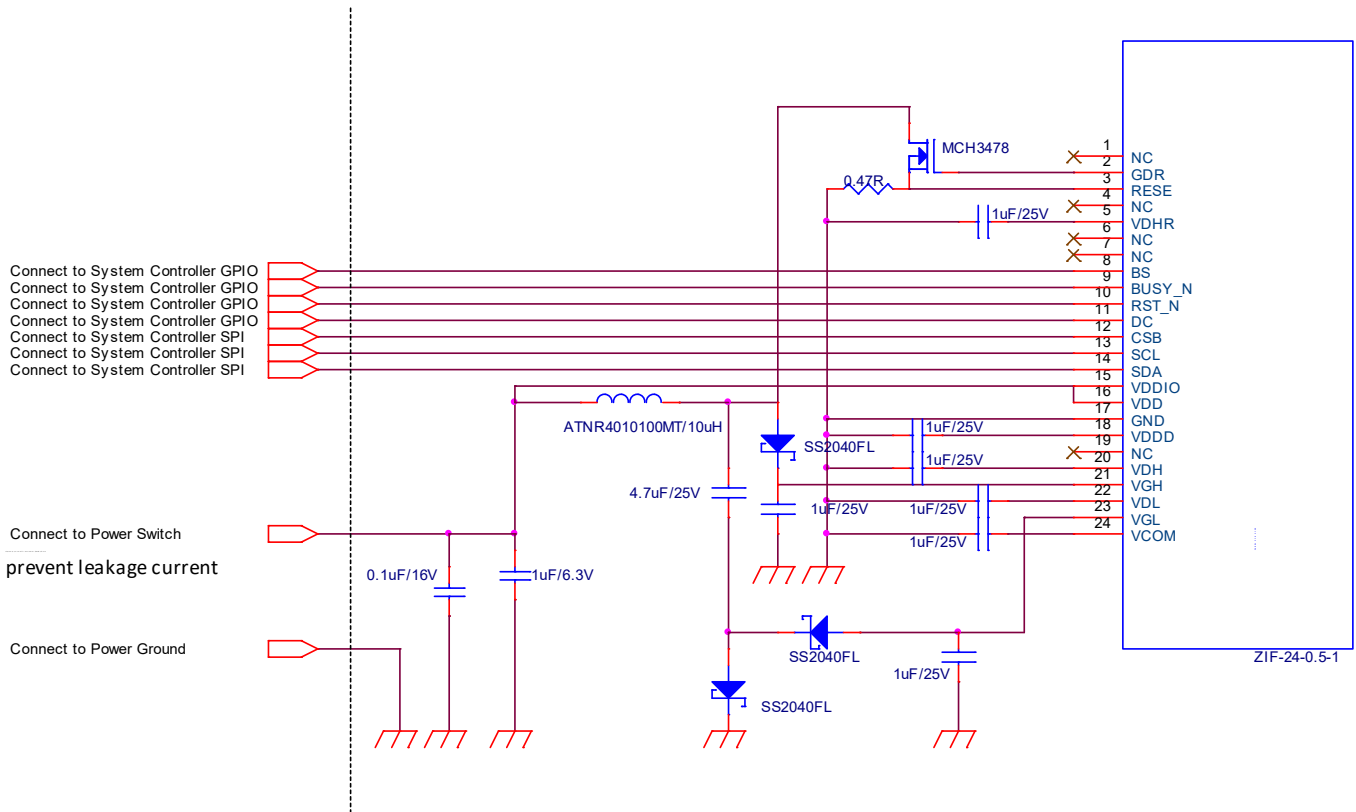 1
NC
MCH3478
2
GDR
0.47R
3
RESE
4
NC
1uF/25V
5
VDHR
6
NC
7
NC
Connect to System Controller GPIO
8
BS
Connect to System Controller GPIO
9
BUSY_N
Connect to System Controller GPIO
10
RST_N
Connect to System Controller GPIO
11
DC
Connect to System Controller SPI
12
CSB
Connect to System Controller SPI
13
SCL
Connect to System Controller SPI
14
SDA
15
VDDIO
16
VDD
ATNR4010100MT/10uH
17
GND
1uF/25V
18
VDDD
SS2040FL
19
NC
1uF/25V
20
VDH
21
VGH
4.7uF/25V
22
VDL
1uF/25V
1uF/25V
23
VGL
24
VCOM
1uF/25V
Connect to Power Switch
prevent leakage current
0.1uF/16V
1uF/6.3V
Connect to Power Ground
SS2040FL
1uF/25V
ZIF-24-0.5-1
SS2040FL